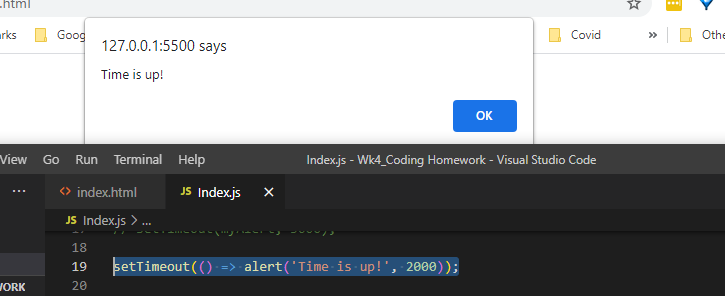 .html
rks
Goog
Covid
»
Othe
127.0.0.1:5500 says
Time is up!
OK
View Go Run Terminal Help
Index.js - Wk4_Coding Homework - Visual Studio Code
... <> index.html JS Index.js ×
JS Index.js > ...
18
19 setTimeout(() => alert('Time is up!', 2000));
20
WORK